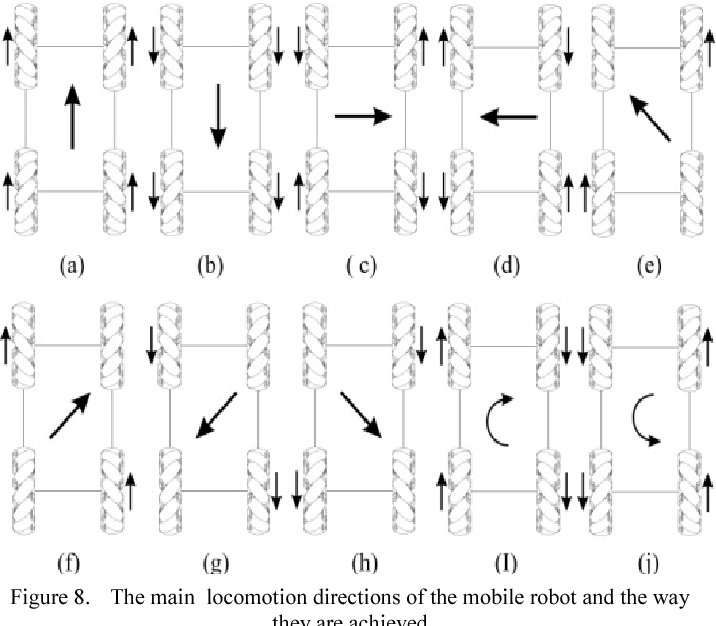 (a) (b) ( c) (d) (e)
(f) (g) (h) (I) (j)
Figure 8. The main locomotion directions of the mobile robot and the way
they are achieved